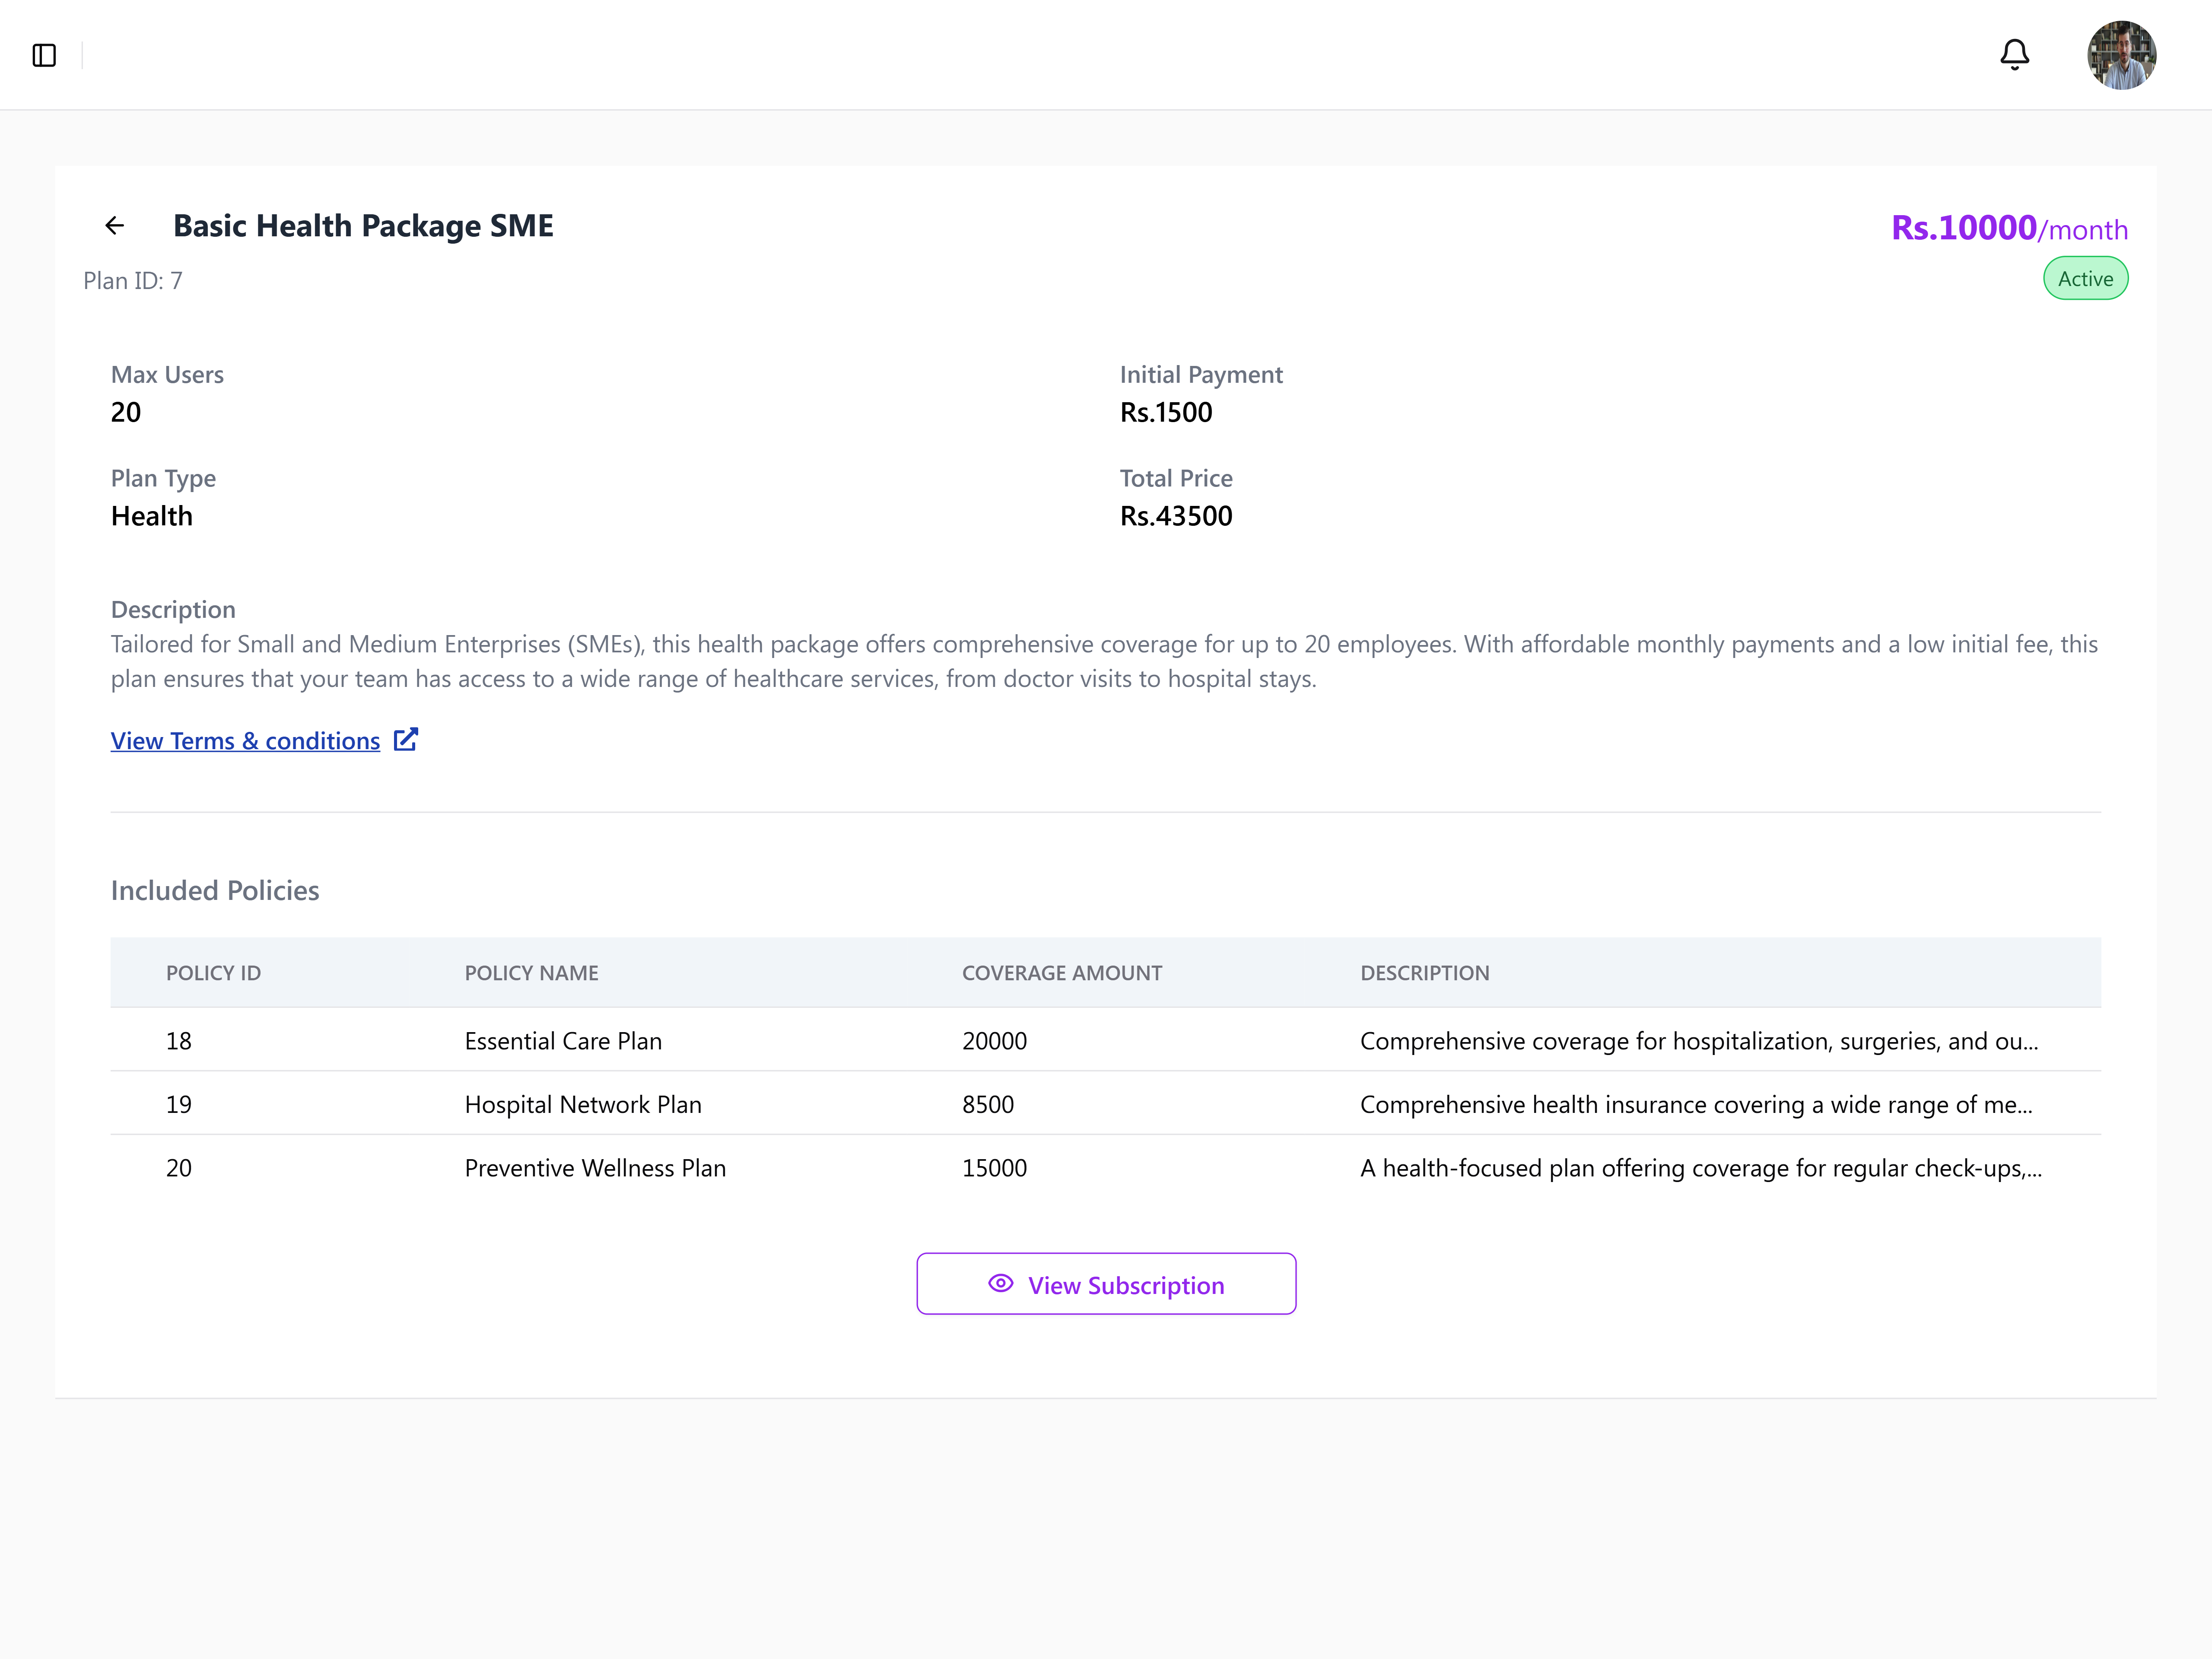 Basic Health Package SME
Rs.10000/month
Plan ID: 7
Active
Max Users
20
Initial Payment
Rs.1500
Plan Type
Health
Total Price
Rs.43500
Description
Tailored for Small and Medium Enterprises (SMEs), this health package offers comprehensive coverage for up to 20 employees. With affordable monthly payments and a low initial fee, this
plan ensures that your team has access to a wide range of healthcare services, from doctor visits to hospital stays.
View Terms & conditions
Included Policies
POLICY ID POLICY NAME COVERAGE AMOUNT DESCRIPTION
18 Essential Care Plan 20000 Comprehensive coverage for hospitalization, surgeries, and ou...
19 Hospital Network Plan 8500 Comprehensive health insurance covering a wide range of me...
20 Preventive Wellness Plan 15000 A health-focused plan offering coverage for regular check-ups,...
View Subscription